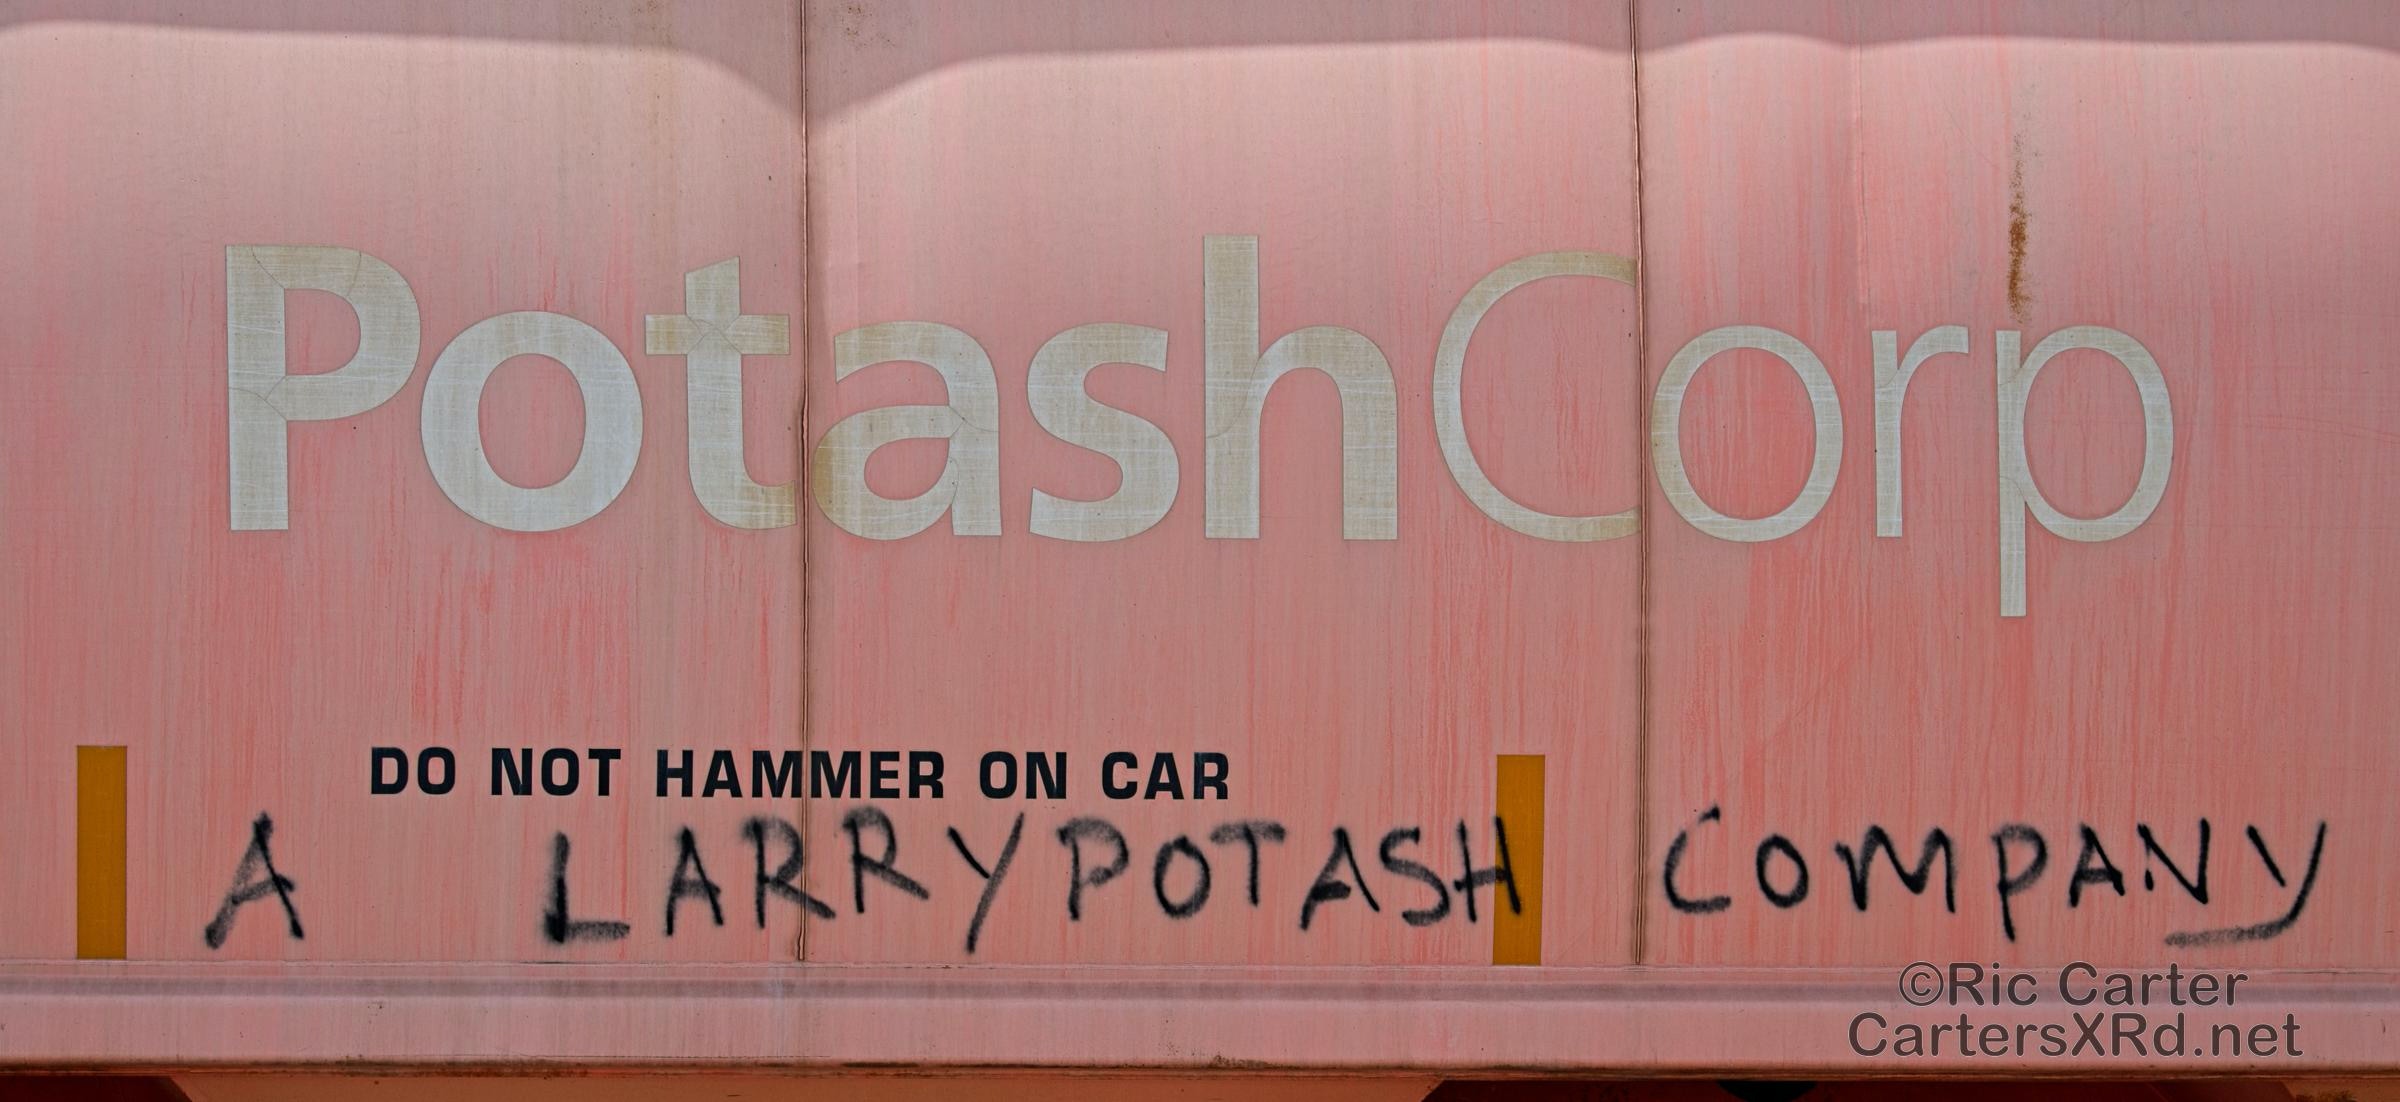 PotashCorp
DO NOT HAMMER ON CAR
A LARRYPOTASH COMPANY
©Ric Carter
CartersXRd.net